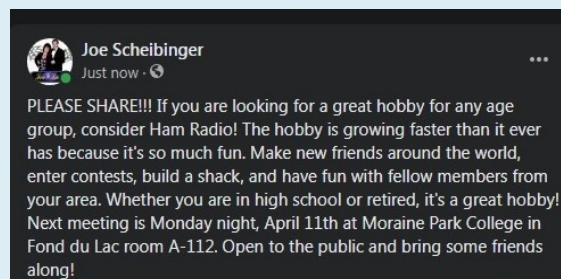 Joe Scheibinger
Just now ·
PLEASE SHARE!!! If you are looking for a great hobby for any age
group, consider Ham Radio! The hobby is growing faster than it ever
has because it's so much fun. Make new friends around the world,
enter contests, build a shack, and have fun with fellow members from
your area. Whether you are in high school or retired, it's a great hobby!
Next meeting is Monday night, April 11th at Moraine Park College in
Fond du Lac room A-112. Open to the public and bring some friends
along!